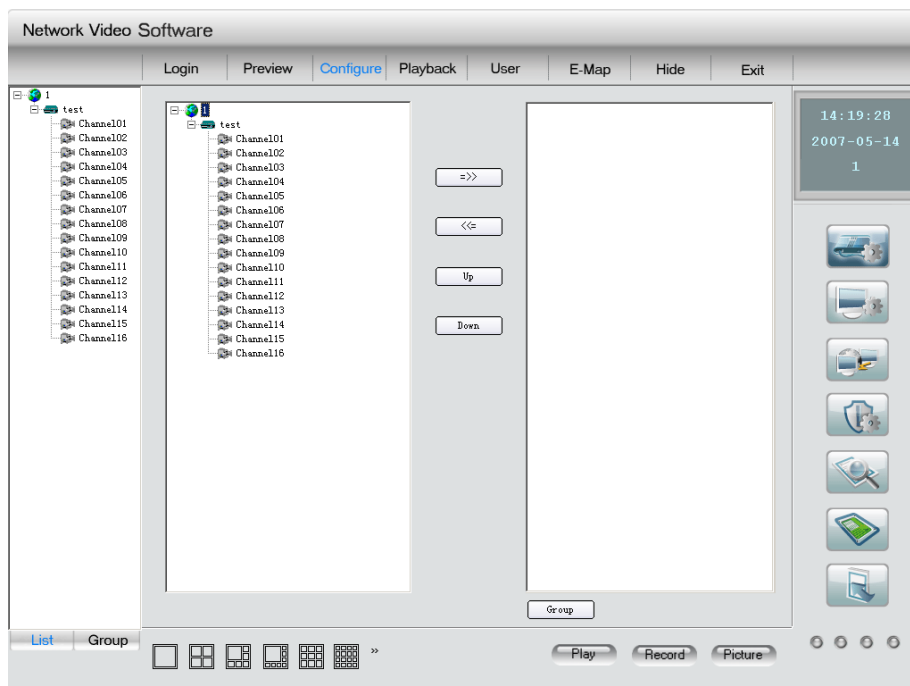 Network Video Software
Login Preview Configure Playback User E-Map Hide Exit
1
test
Channel01
Channel02
Channel03
Channel04
Channel05
Channel06
Channel07
Channel08
Channel09
Channel10
Channel11
Channel12
Channel13
Channel14
Channel15
Channel16
List Group
1
test
Channel01
Channel02
Channel03
Channel04
Channel05
Channel06
Channel07
Channel08
Channel09
Channel10
Channel11
Channel12
Channel13
Channel14
Channel15
Channel16
=>>
<<=
Up
Down
Group
14:19:28
2007-05-14
1
»
Play Record Picture